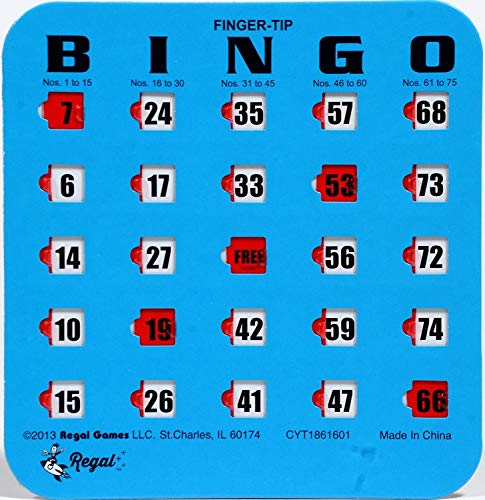 FINGER-TIP
B I N G O
Nos. 1 to 15 Nos. 16 to 30 Nos. 31 to 45 Nos. 46 to 60 Nos. 61 to 75
7 24 35 57 68
6 17 33 53 73
14 27 FREE 56 72
10 19 42 59 74
15 26 41 47 66
©2013 Regal Games LLC. St.Charles, IL 60174 CYT1861601 Made In China
Regal